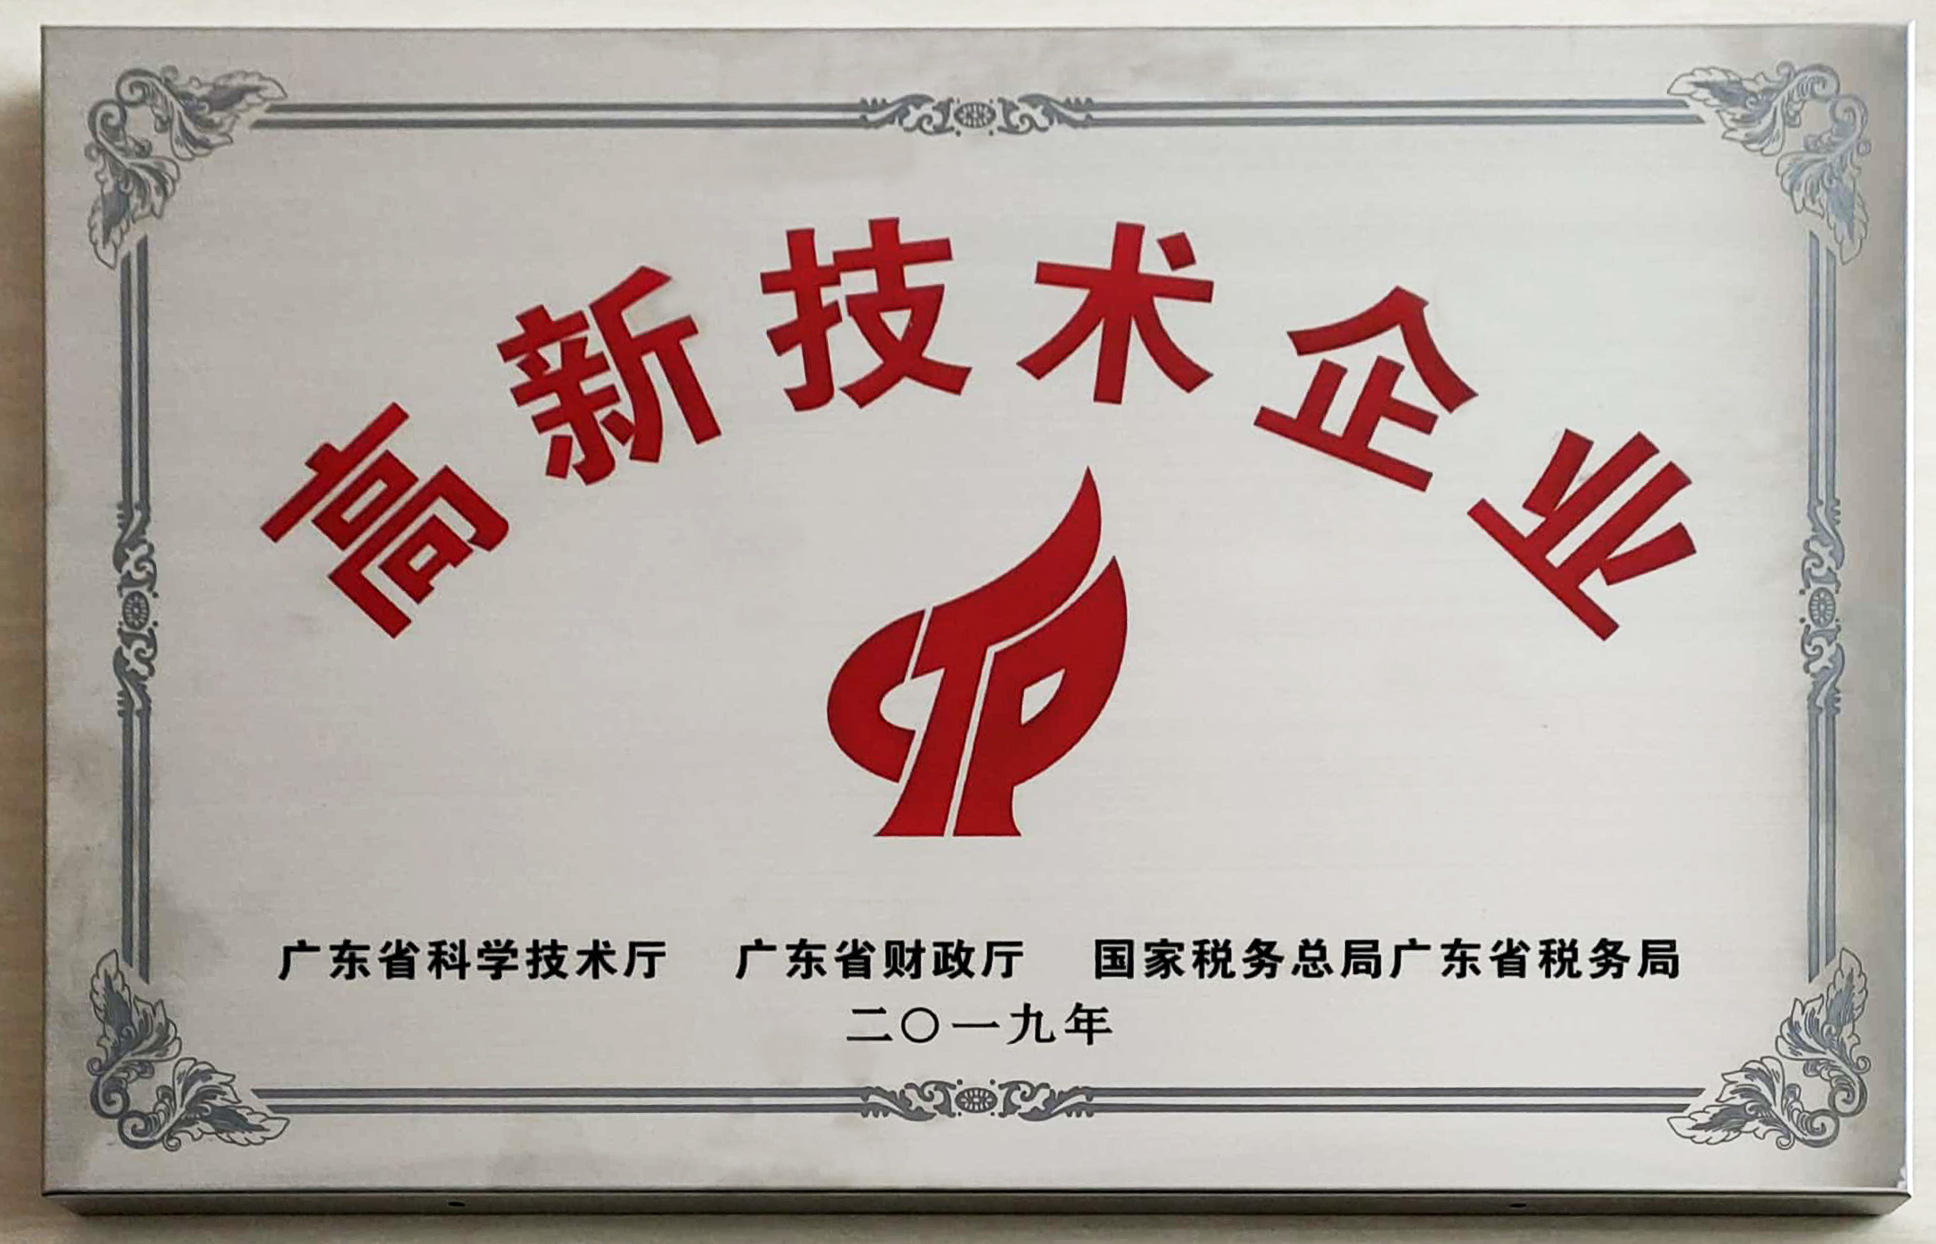 高新技术企业
CTP
广东省科学技术厅 广东省财政厅 国家税务总局广东省税务局
二〇一九年